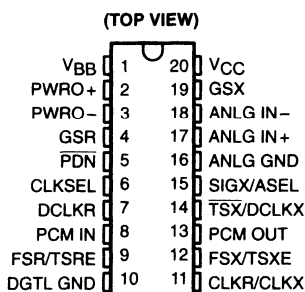 (TOP VIEW)
VBB 1 20 VCC
PWRO+ 2 19 GSX
PWRO− 3 18 ANLG IN−
GSR 4 17 ANLG IN+
PDN 5 16 ANLG GND
CLKSEL 6 15 SIGX/ASEL
DCLKR 7 14 TSX/DCLKX
PCM IN 8 13 PCM OUT
FSR/TSRE 9 12 FSX/TSXE
DGTL GND 10 11 CLKR/CLKX